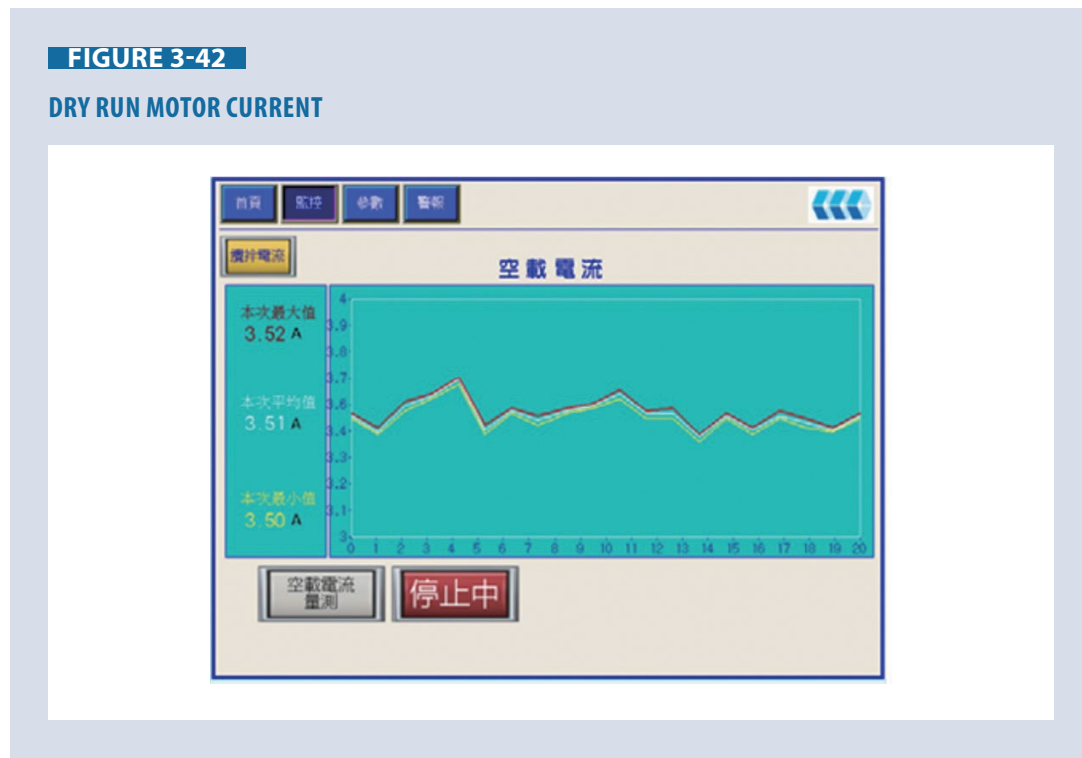 FIGURE 3-42
DRY RUN MOTOR CURRENT
首頁 監控 參數 警報
攪拌電流
空載電流
本次最大值
3.52 A
本次平均值
3.51 A
本次最小值
3.50 A
4
3.9
3.8
3.7
3.6
3.4
3.3
3.2
3.1
3
0 1 2 3 4 5 6 7 8 9 10 11 12 13 14 15 16 17 18 19 20
空載電流
量測
停止中